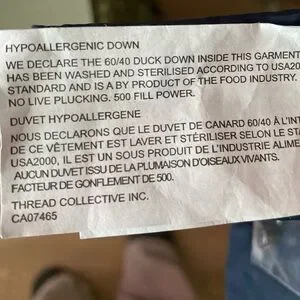 HYPOALLERGENIC DOWN
WE DECLARE THE 60/40 DUCK DOWN INSIDE THIS GARMENT
HAS BEEN WASHED AND STERILISED ACCORDING TO USA20
STANDARD AND IS A BY PRODUCT OF THE FOOD INDUSTRY.
NO LIVE PLUCKING. 500 FILL POWER.
DUVET HYPOALLERGENE
NOUS DECLARONS QUE LE DUVET DE CANARD 60/40 À L'INT
DE CE VÊTEMENT EST LAVER ET STÉRILISER SELON LE ST
USA2000, IL EST UN SOUS PRODUIT DE L'INDUSTRIE ALIME
AUCUN DUVET ISSU DE LA PLUMAISON D'OISEAUX VIVANTS.
FACTEUR DE GONFLEMENT DE 500.
THREAD COLLECTIVE INC.
CA07465